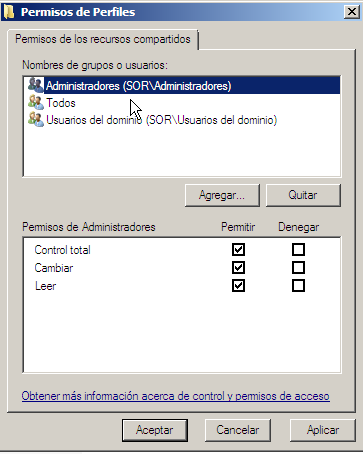 Permisos de Perfiles
Permisos de los recursos compartidos
Nombres de grupos o usuarios:
Administradores (SOR\Administradores)
Todos
Usuarios del dominio (SOR\Usuarios del dominio)
Agregar... Quitar
Permisos de Administradores Permitir Denegar
Control total
Cambiar
Leer
Obtener más información acerca de control y permisos de acceso
Aceptar Cancelar Aplicar